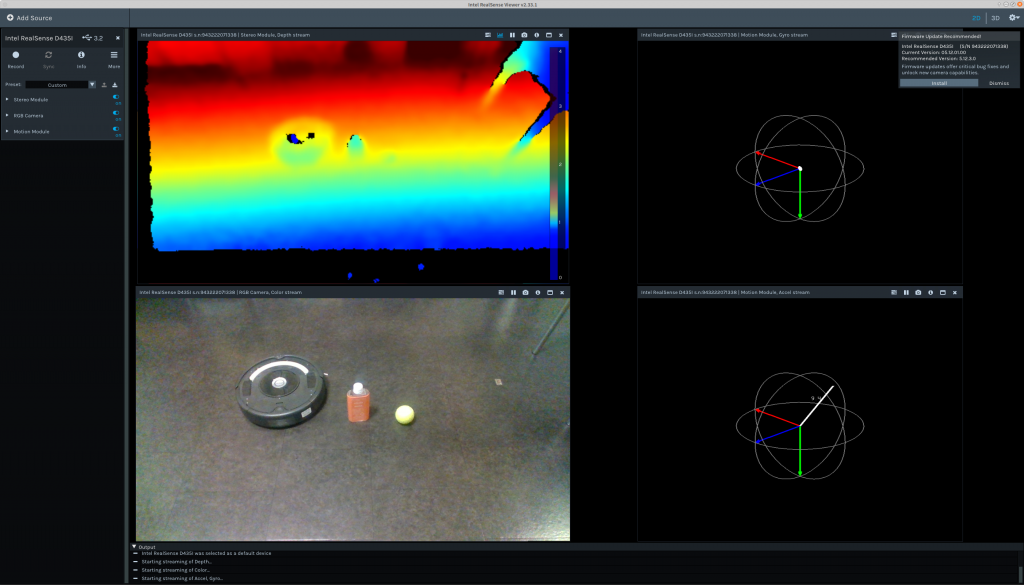 Intel RealSense Viewer v2.33.1
Add Source
2D | 3D
Intel RealSense D435I 3.2
Record Sync Info More
Preset: Custom
Stereo Module
on
RGB Camera
on
Motion Module
on
Intel RealSense D435I s.n:943222071338 | Stereo Module, Depth stream
4
3
2
1
0
Intel RealSense D435I s.n:943222071338 | Motion Module, Gyro stream
Firmware Update Recommended!
Intel RealSense D435I (S/N 943222071338)
Current Version: 05.12.01.00
Recommended Version: 5.12.3.0
Firmware updates offer critical bug fixes and
unlock new camera capabilities.
Install Dismiss
Intel RealSense D435I s.n:943222071338 | RGB Camera, Color stream
Intel RealSense D435I s.n:943222071338 | Motion Module, Accel stream
Output
Intel RealSense D435I was selected as a default device
Starting streaming of Depth...
Starting streaming of Color...
Starting streaming of Accel, Gyro...